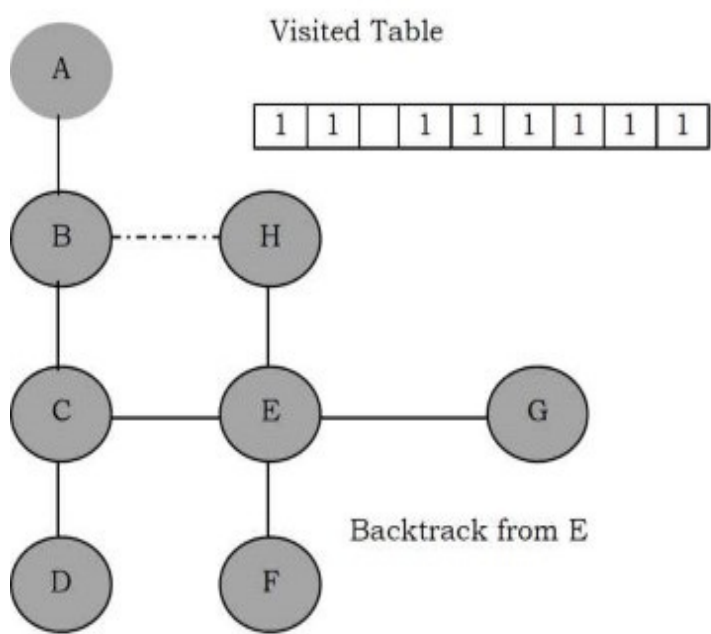 Visited Table
A
1 1 1 1 1 1 1 1
B H
C E G
Backtrack from E
D F